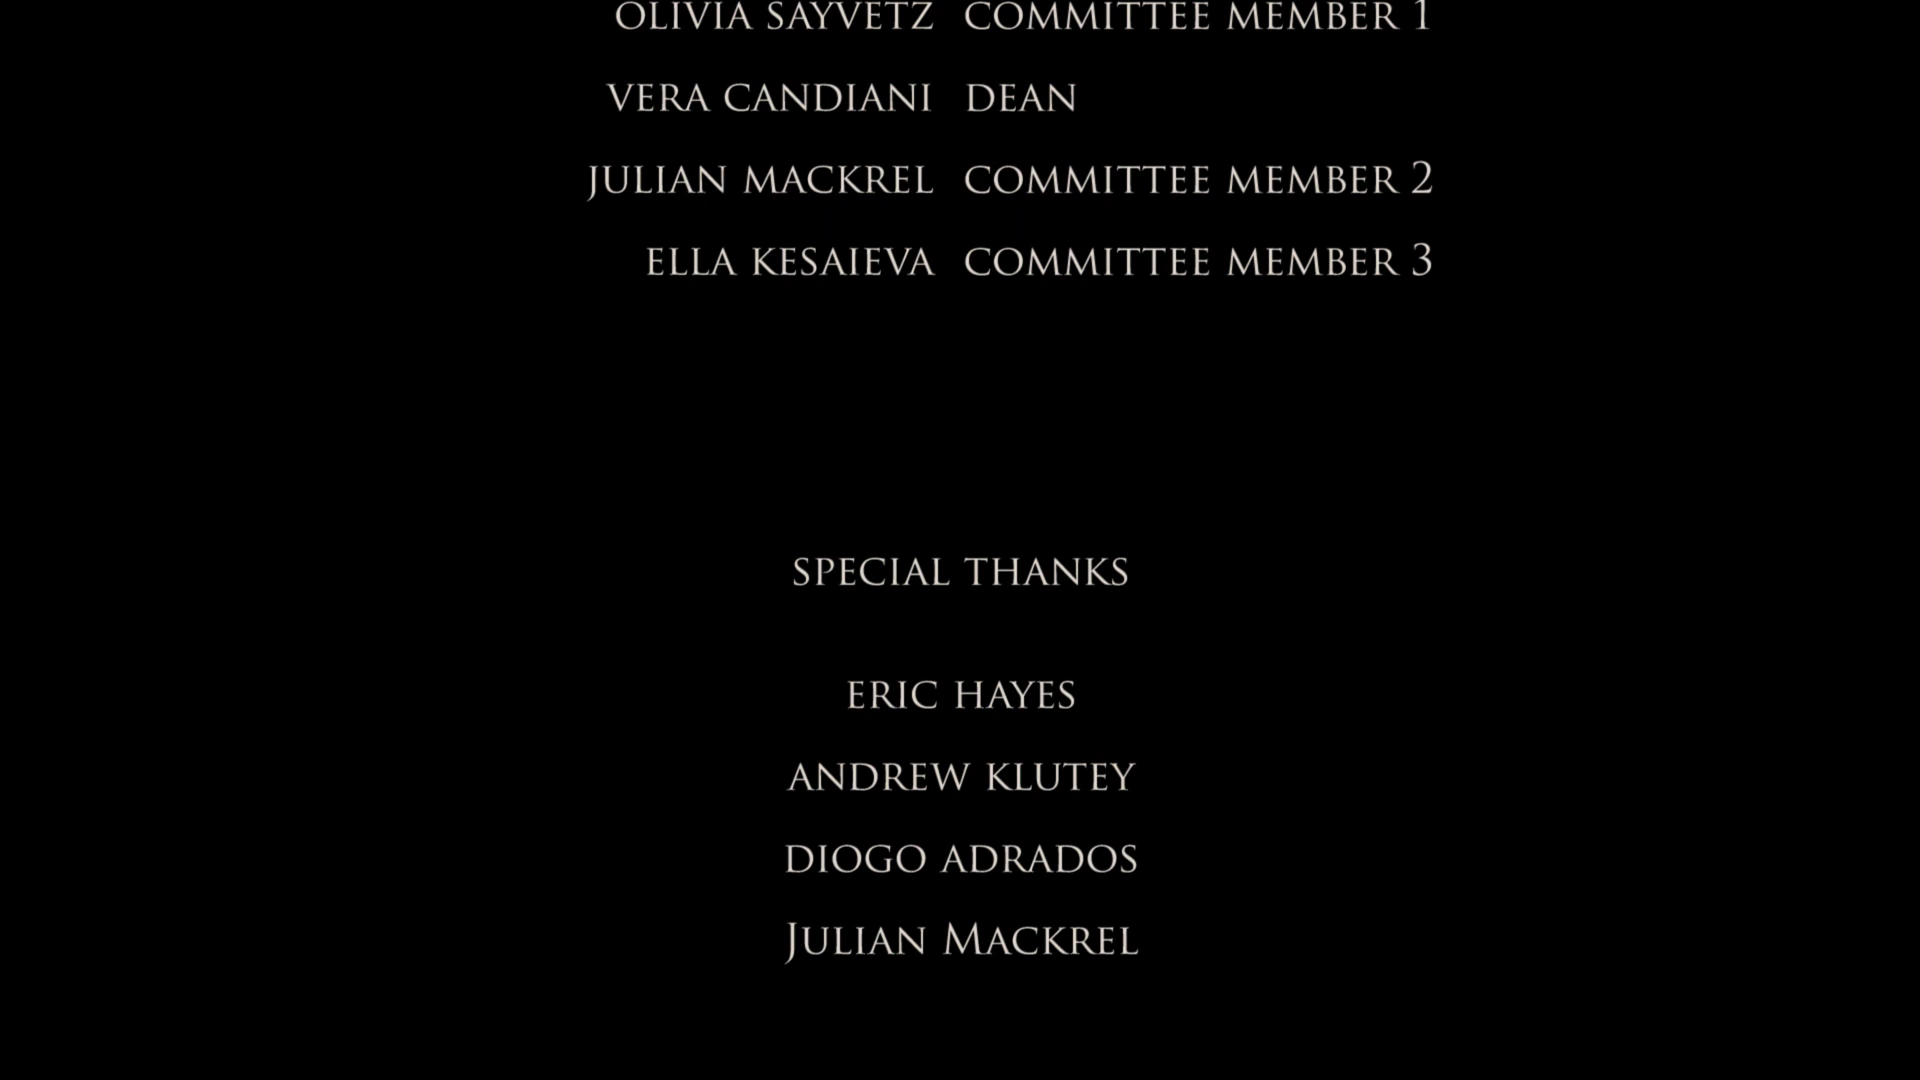 OLIVIA SAYVETZ COMMITTEE MEMBER 1
VERA CANDIANI DEAN
JULIAN MACKREL COMMITTEE MEMBER 2
ELLA KESAIEVA COMMITTEE MEMBER 3
SPECIAL THANKS
ERIC HAYES
ANDREW KLUTEY
DIOGO ADRADOS
JULIAN MACKREL